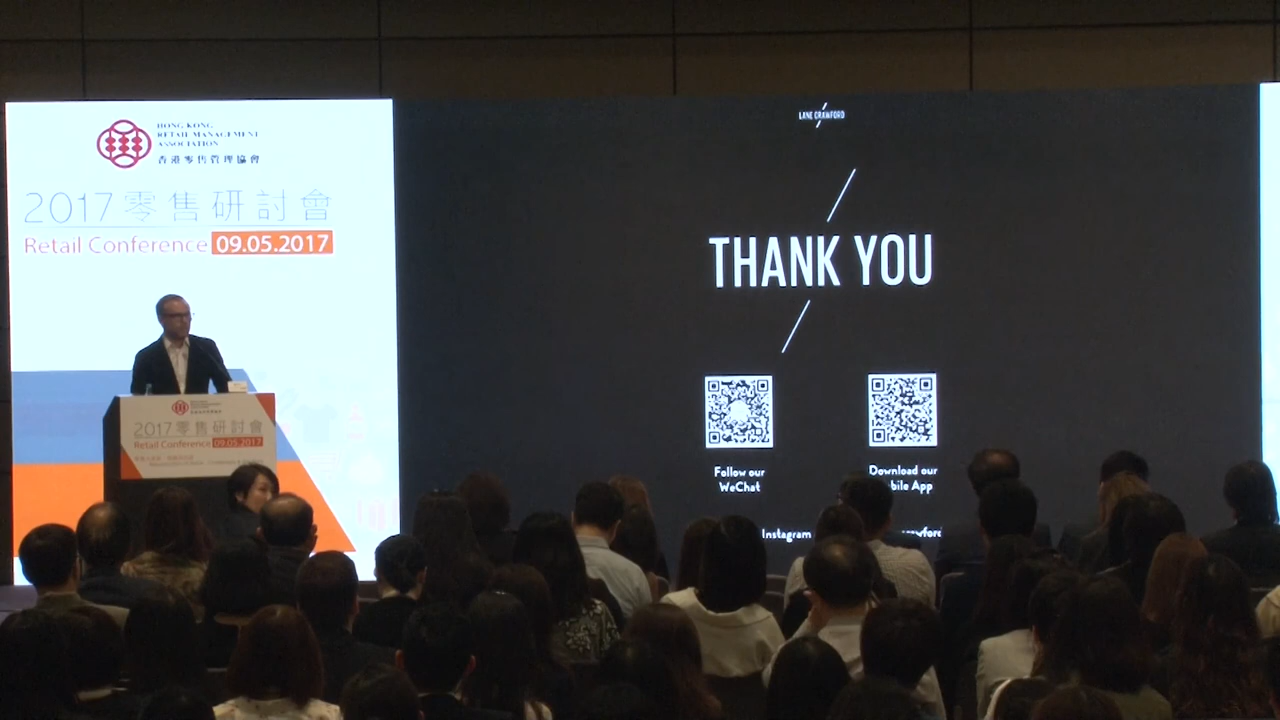 HONG KONG
RETAIL MANAGEMENT
ASSOCIATION
香港零售管理協會
2017零售研討會
Retail Conference 09.05.2017
2017零售研討會
Retail Conference 09.05.2017
LANE CRAWFORD
THANK YOU
Follow our
WeChat
Download our
bile App
Instagram